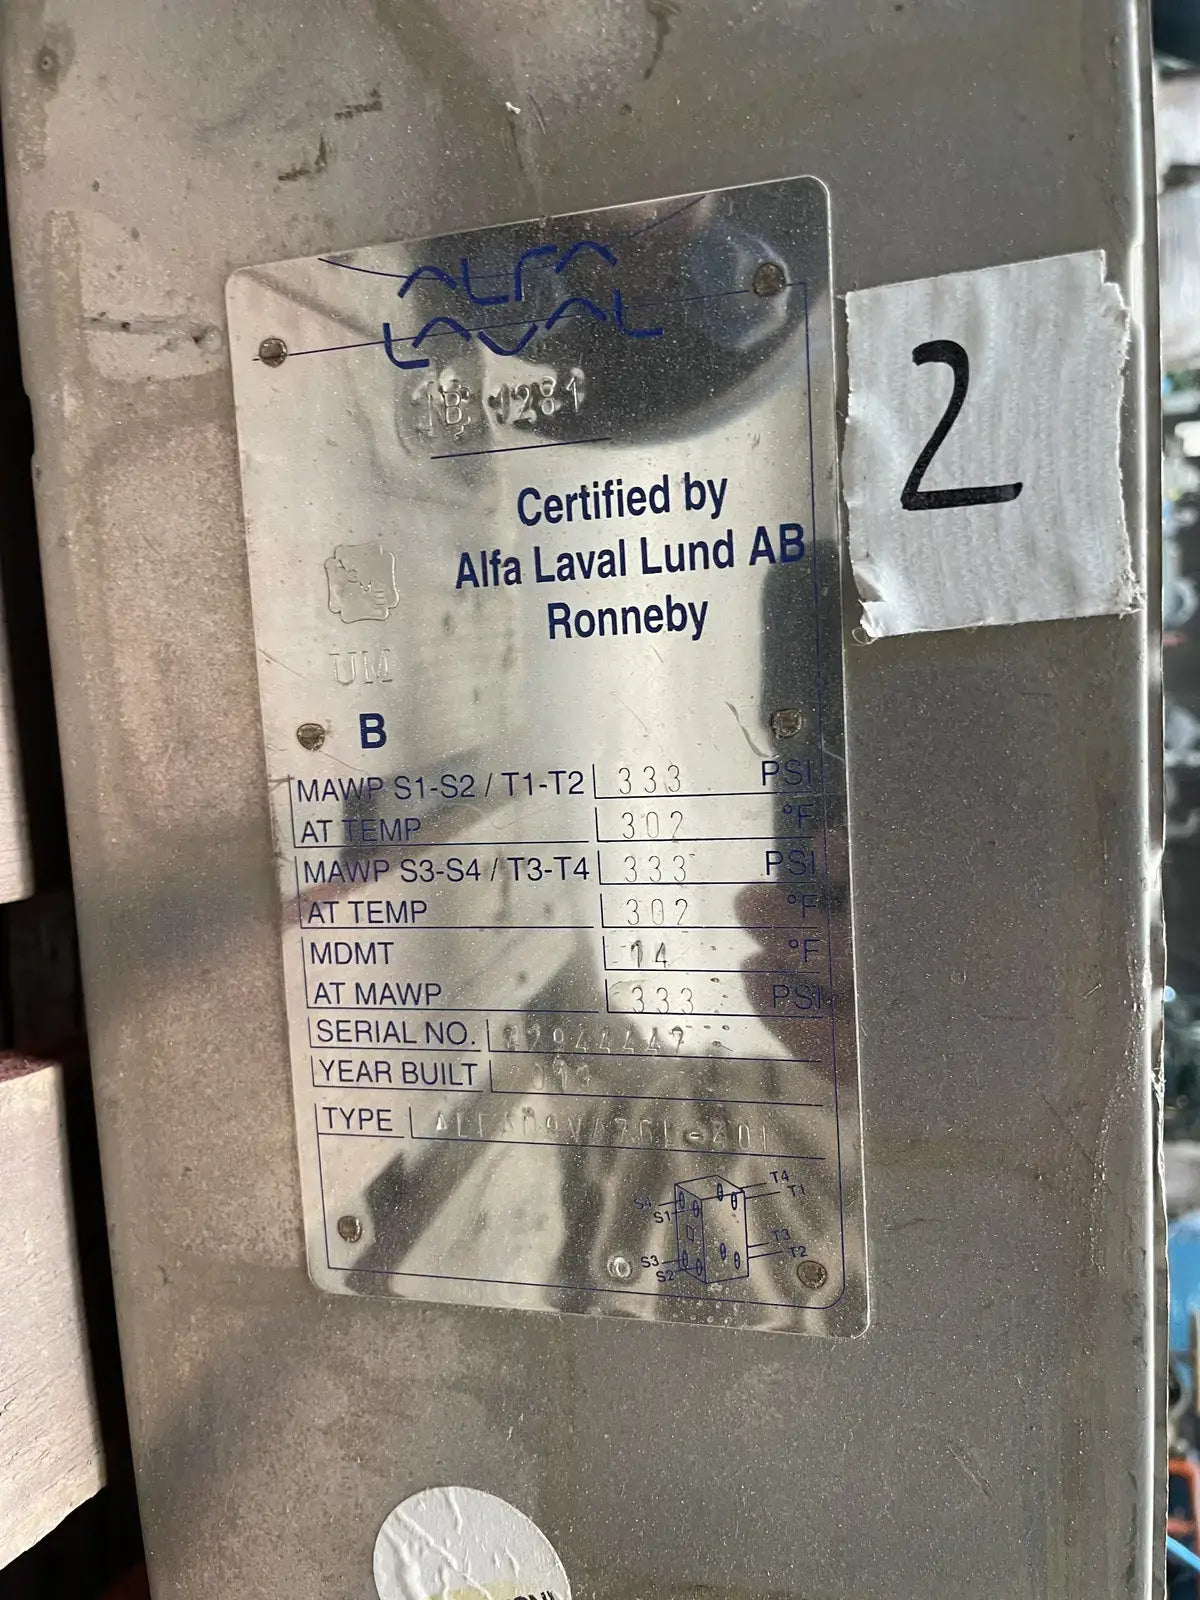 ALFA
LAVAL
1281
2
Certified by
Alfa Laval Lund AB
Ronneby
UM
B
MAWP S1-S2 / T1-T2 333 PSI
AT TEMP 302 °F
MAWP S3-S4 / T3-T4 333 PSI
AT TEMP 302 °F
MDMT -14 °F
AT MAWP 333 PSI
SERIAL NO.
YEAR BUILT
TYPE
T4
S4
T1
S1
T3
S3
T2
S2